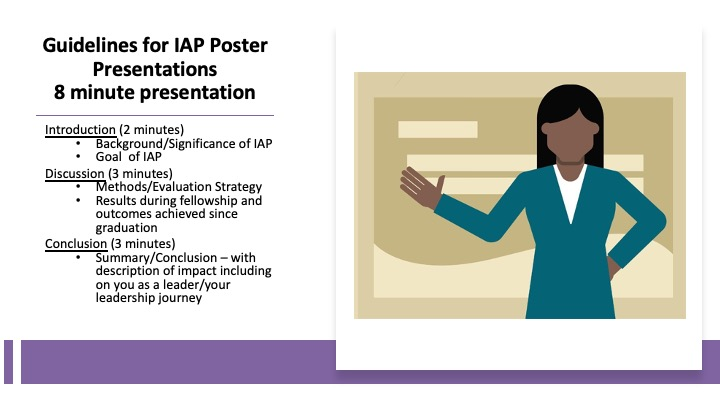 Guidelines for IAP Poster
Presentations
8 minute presentation
Introduction (2 minutes)
• Background/Significance of IAP
• Goal of IAP
Discussion (3 minutes)
• Methods/Evaluation Strategy
• Results during fellowship and
outcomes achieved since
graduation
Conclusion (3 minutes)
• Summary/Conclusion – with
description of impact including
on you as a leader/your
leadership journey